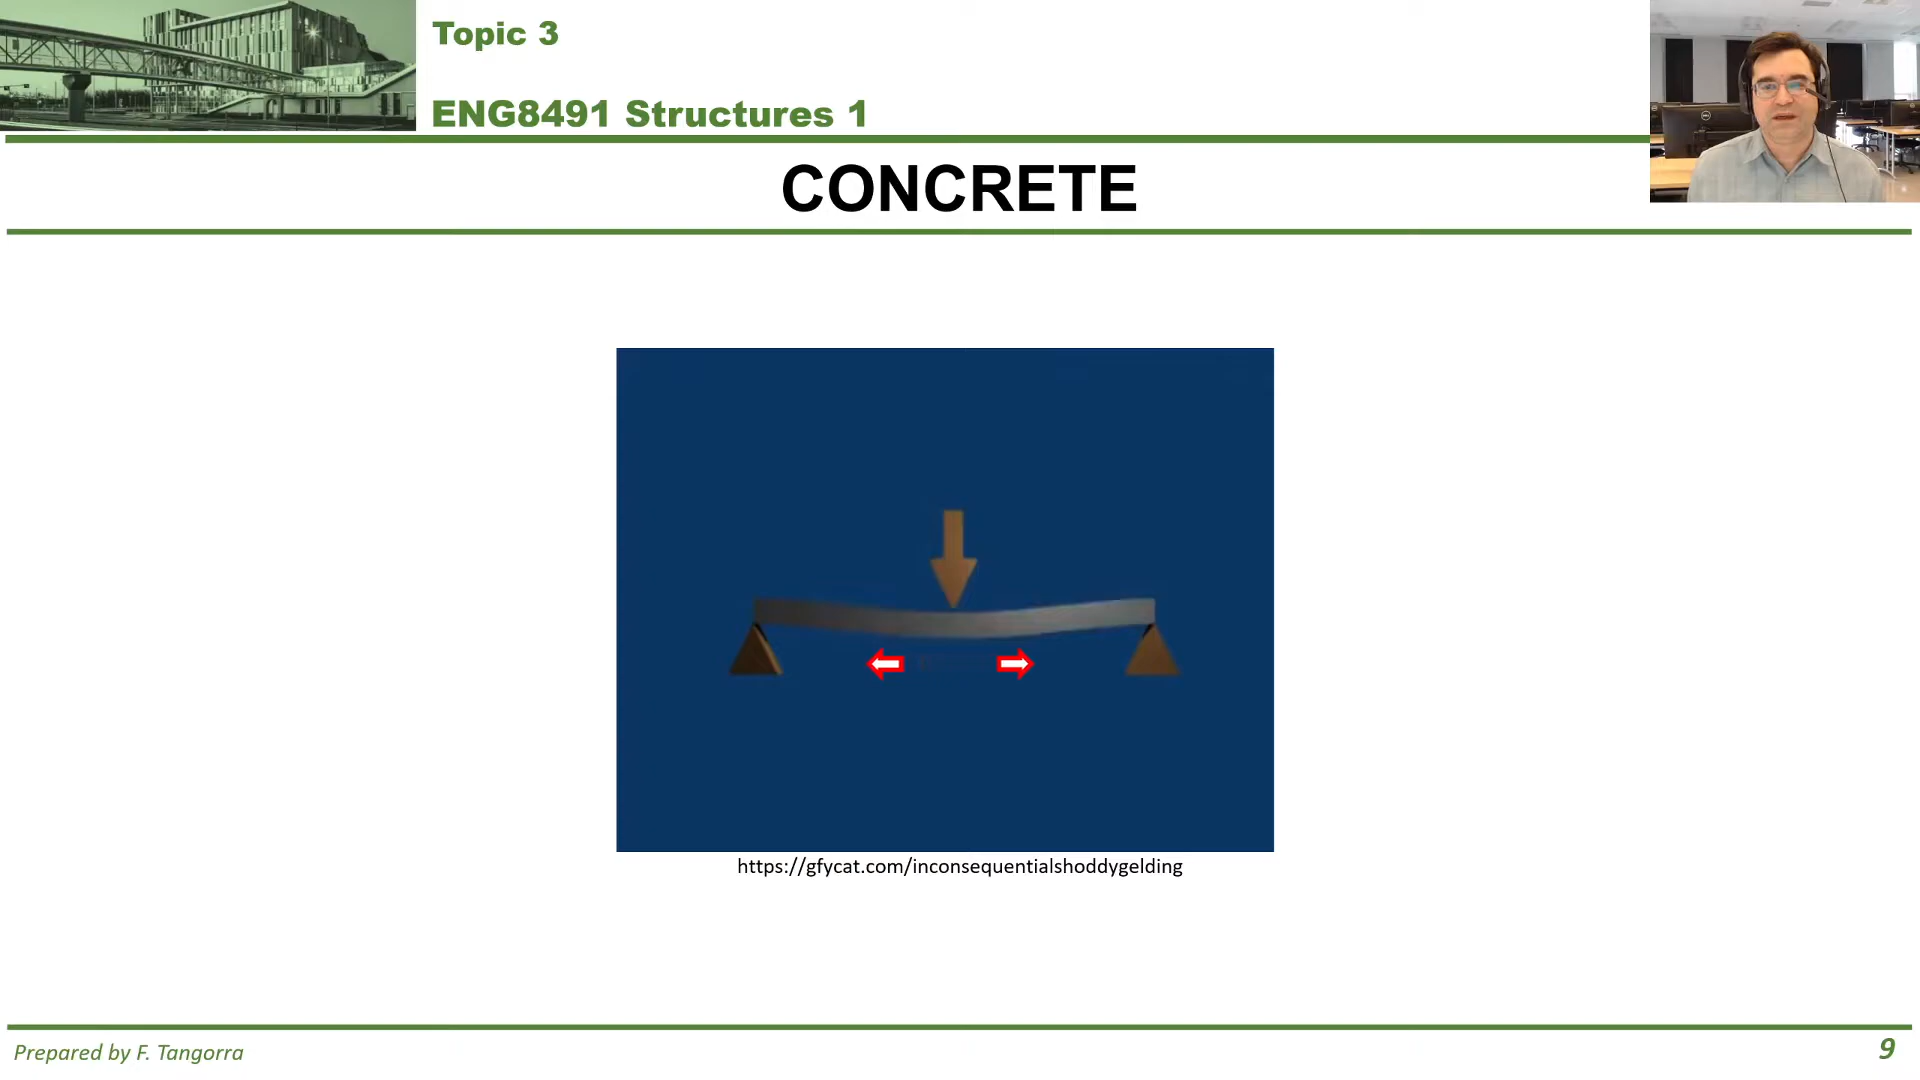 Topic 3
ENG8491 Structures 1
CONCRETE
https://gfycat.com/inconsequentialshoddygelding
Prepared by F. Tangorra
9